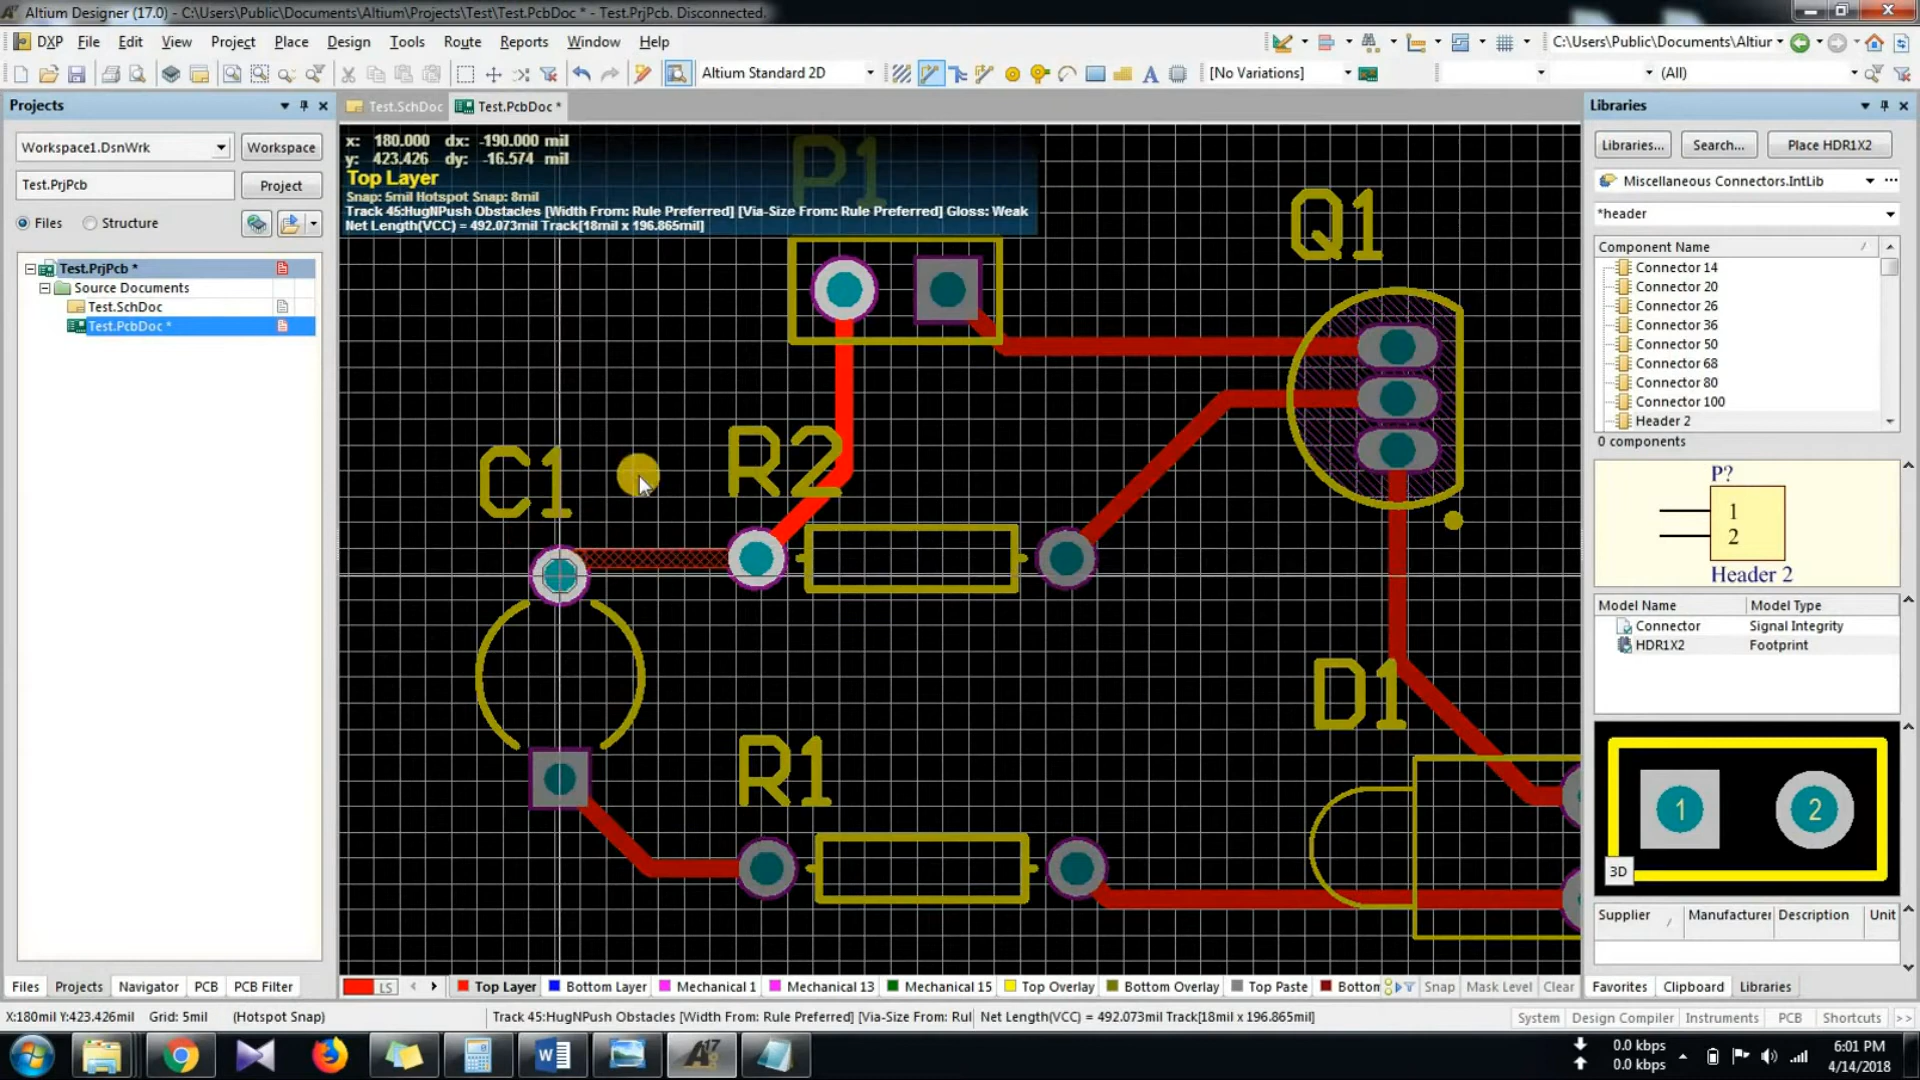 Altium Designer (17.0) - C:\Users\Public\Documents\Altium\Projects\Test\Test.PcbDoc * - Test.PrjPcb. Disconnected.
DXP File Edit View Project Place Design Tools Route Reports Window Help C:\Users\Public\Documents\Altiur
Altium Standard 2D [No Variations] (All)
Projects
Workspace1.DsnWrk Workspace
Test.PrjPcb Project
Files Structure
Test.PrjPcb *
Source Documents
Test.SchDoc
Test.PcbDoc *
Files Projects Navigator PCB PCB Filter
Test.SchDoc Test.PcbDoc *
x: 180.000 dx: -190.000 mil
y: 423.426 dy: -16.574 mil
Top Layer
Snap: 5mil Hotspot Snap: 8mil
Track 45:HugNPush Obstacles [Width From: Rule Preferred] [Via-Size From: Rule Preferred] Gloss: Weak
Net Length(VCC) = 492.073mil Track[18mil x 196.865mil]
P1
Q1
R2
C1
D1
R1
LS Top Layer Bottom Layer Mechanical 1 Mechanical 13 Mechanical 15 Top Overlay Bottom Overlay Top Paste Bottom Snap Mask Level Clear
Libraries
Libraries... Search... Place HDR1X2
Miscellaneous Connectors.IntLib
*header
Component Name
Connector 14
Connector 20
Connector 26
Connector 36
Connector 50
Connector 68
Connector 80
Connector 100
Header 2
0 components
P?
1
2
Header 2
Model Name Model Type
Connector Signal Integrity
HDR1X2 Footprint
1 2
3D
Supplier Manufacturer Description Unit
Favorites Clipboard Libraries
X:180mil Y:423.426mil Grid: 5mil (Hotspot Snap) Track 45:HugNPush Obstacles [Width From: Rule Preferred] [Via-Size From: Rul Net Length(VCC) = 492.073mil Track[18mil x 196.865mil] System Design Compiler Instruments PCB Shortcuts >>
0.0 kbps
0.0 kbps
6:01 PM
4/14/2018